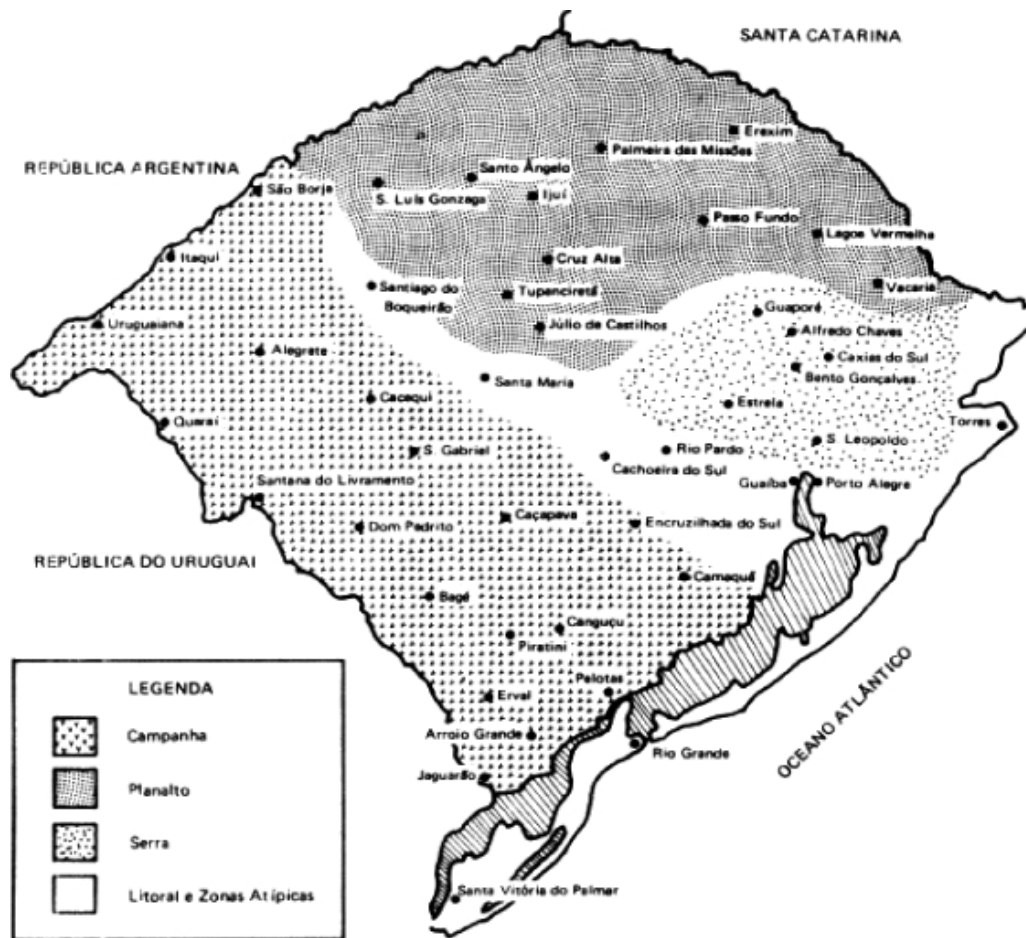 SANTA CATARINA
REPÚBLICA ARGENTINA
Erexim
Palmeira das Missões
Santo Ângelo
São Borja
S. Luís Gonzaga
Ijuí
Passo Fundo
Lagoa Vermelha
Itaqui
Cruz Alta
Santiago do
Boqueirão
Tupanciretã
Vacaria
Guaporé
Uruguaiana
Júlio de Castilhos
Alfredo Chaves
Alegrete
Caxias do Sul
Santa Maria
Bento Gonçalves
Cacequi
Estrela
Quaraí
Torres
S. Gabriel
Rio Pardo
S. Leopoldo
Cachoeira do Sul
Santana do Livramento
Guaíba
Porto Alegre
Dom Pedrito
Caçapava
Encruzilhada do Sul
REPÚBLICA DO URUGUAI
Camaquã
Bagé
Canguçu
Piratini
Pelotas
OCEANO ATLÂNTICO
Erval
Arroio Grande
Rio Grande
Jaguarão
Santa Vitória do Palmar
LEGENDA
Campanha
Planalto
Serra
Litoral e Zonas Atípicas